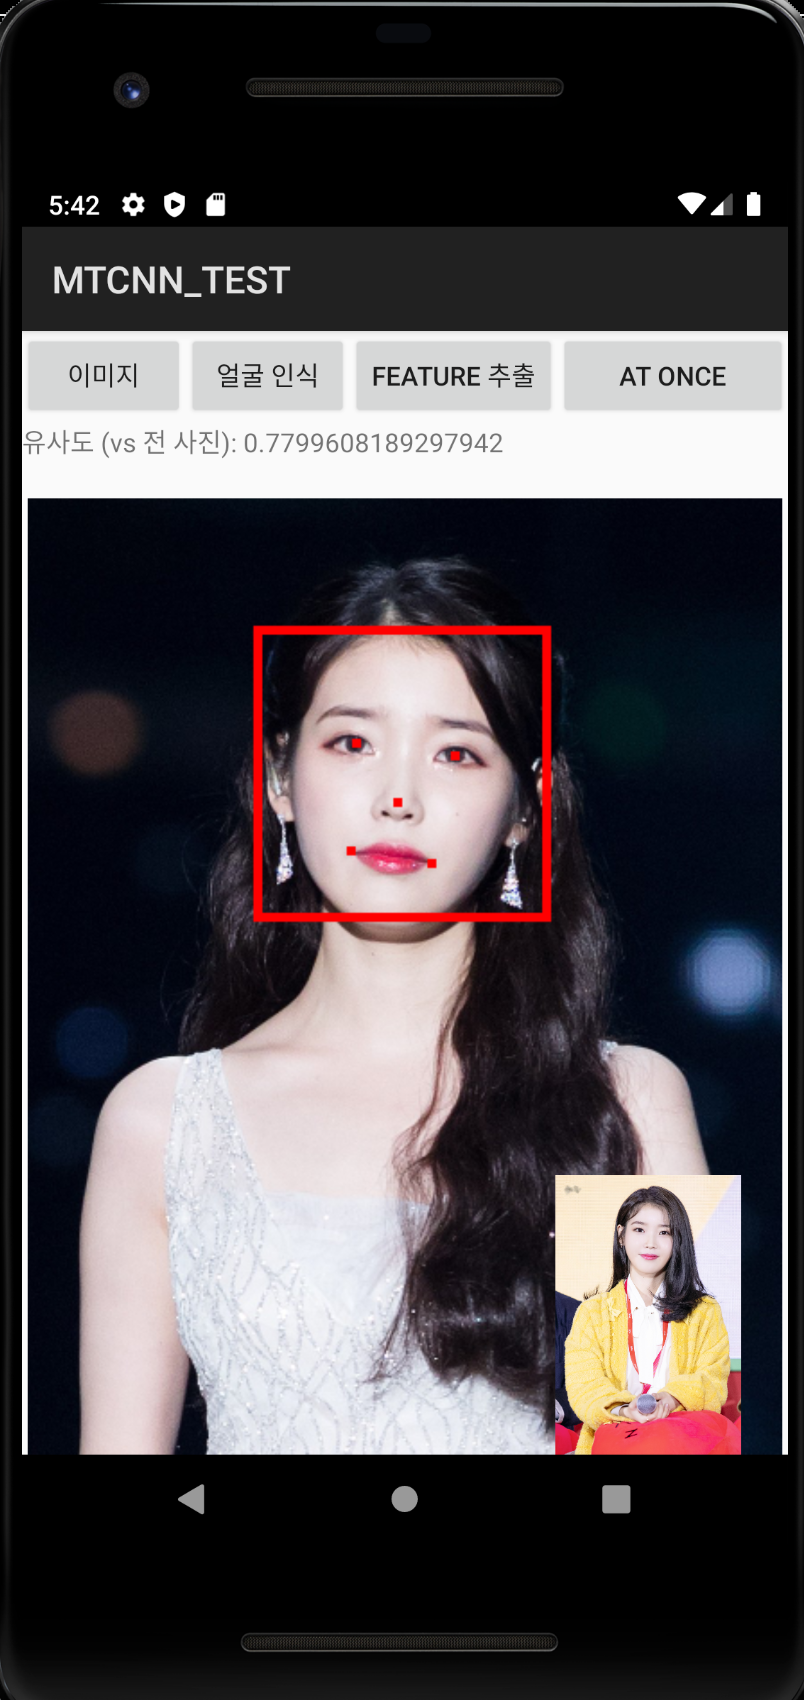 5:42
MTCNN_TEST
이미지
얼굴 인식
FEATURE 추출
AT ONCE
유사도 (vs 전 사진): 0.7799608189297942